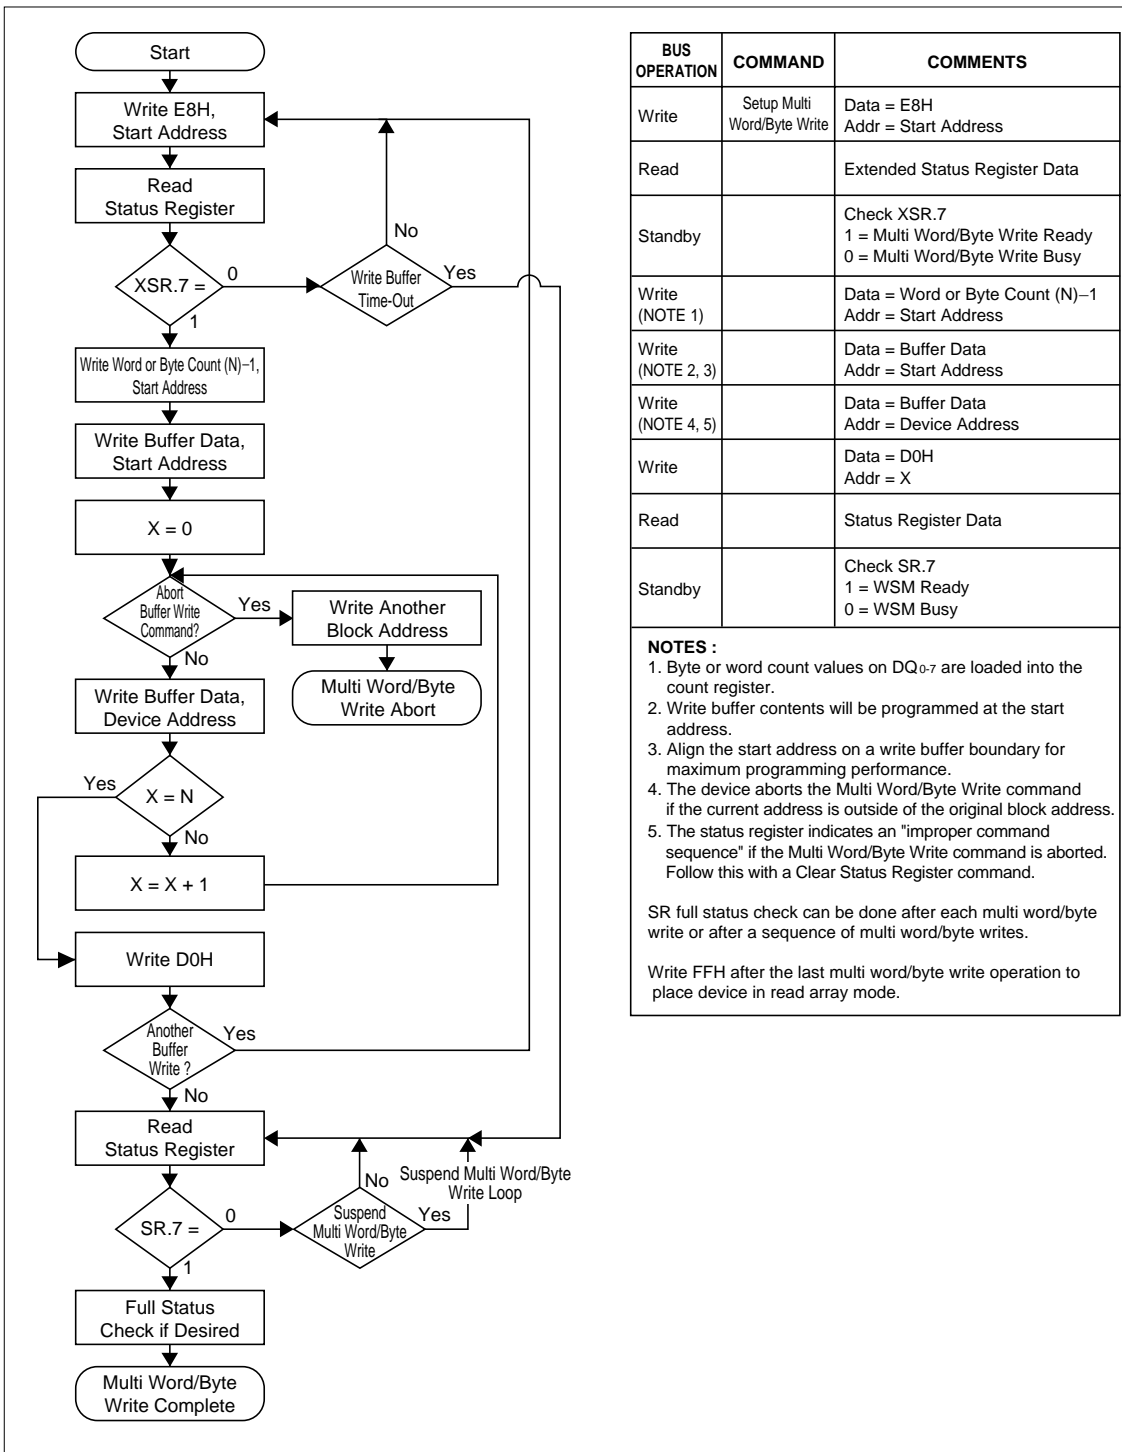 Start
Write E8H,
Start Address
Read
Status Register
No
XSR.7 =
0
Write Buffer
Time-Out
Yes
1
Write Word or Byte Count (N)−1,
Start Address
Write Buffer Data,
Start Address
X = 0
Abort
Buffer Write
Command?
Yes
Write Another
Block Address
Multi Word/Byte
Write Abort
No
Write Buffer Data,
Device Address
Yes
X = N
No
X = X + 1
Write D0H
Another
Buffer
Write ?
Yes
No
Read
Status Register
No
Suspend Multi Word/Byte
Write Loop
SR.7 =
0
Suspend
Multi Word/Byte
Write
Yes
1
Full Status
Check if Desired
Multi Word/Byte
Write Complete
BUS
OPERATION
COMMAND
COMMENTS
Write
Setup Multi
Word/Byte Write
Data = E8H
Addr = Start Address
Read
Extended Status Register Data
Standby
Check XSR.7
1 = Multi Word/Byte Write Ready
0 = Multi Word/Byte Write Busy
Write
(NOTE 1)
Data = Word or Byte Count (N)−1
Addr = Start Address
Write
(NOTE 2, 3)
Data = Buffer Data
Addr = Start Address
Write
(NOTE 4, 5)
Data = Buffer Data
Addr = Device Address
Write
Data = D0H
Addr = X
Read
Status Register Data
Standby
Check SR.7
1 = WSM Ready
0 = WSM Busy
NOTES :
1. Byte or word count values on DQ0-7 are loaded into the
count register.
2. Write buffer contents will be programmed at the start
address.
3. Align the start address on a write buffer boundary for
maximum programming performance.
4. The device aborts the Multi Word/Byte Write command
if the current address is outside of the original block address.
5. The status register indicates an "improper command
sequence" if the Multi Word/Byte Write command is aborted.
Follow this with a Clear Status Register command.
SR full status check can be done after each multi word/byte
write or after a sequence of multi word/byte writes.
Write FFH after the last multi word/byte write operation to
place device in read array mode.